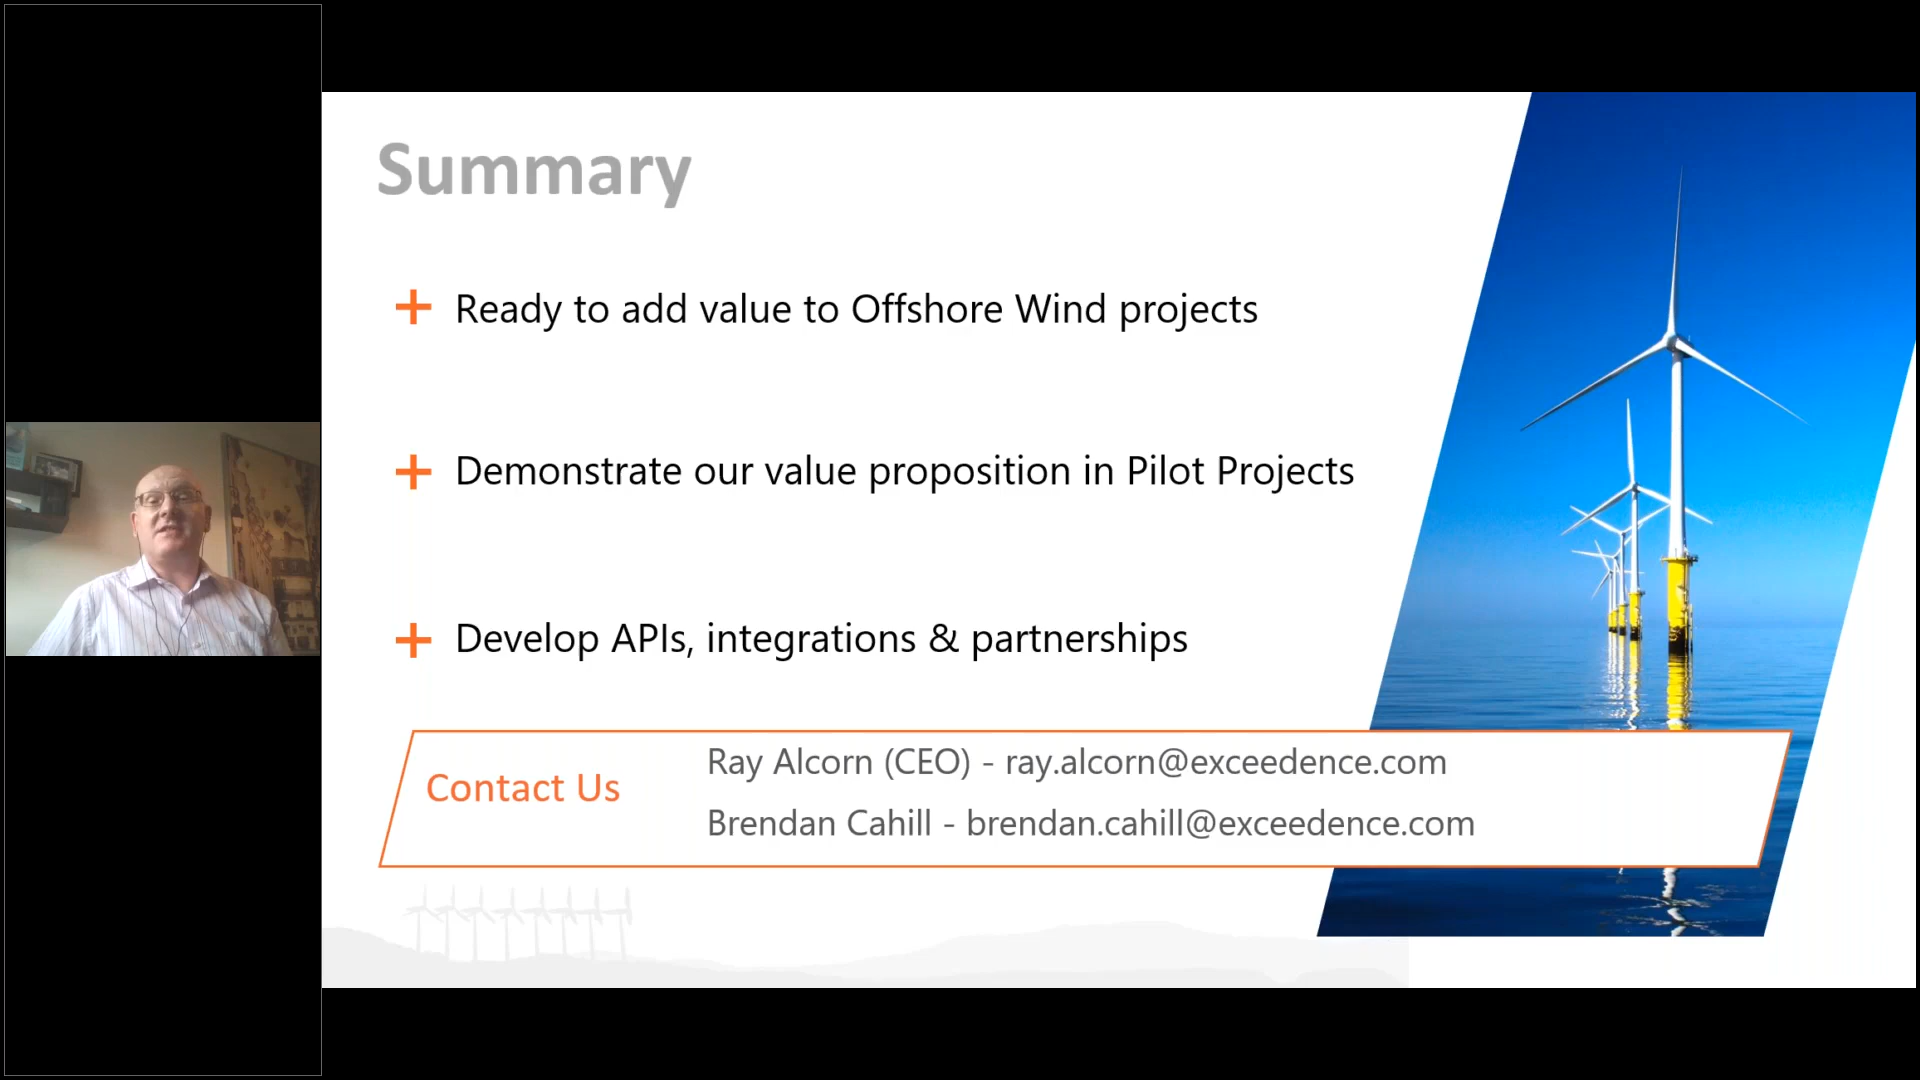 Summary
Ready to add value to Offshore Wind projects
Demonstrate our value proposition in Pilot Projects
Develop APIs, integrations & partnerships
Contact Us
Ray Alcorn (CEO) - ray.alcorn@exceedence.com
Brendan Cahill - brendan.cahill@exceedence.com